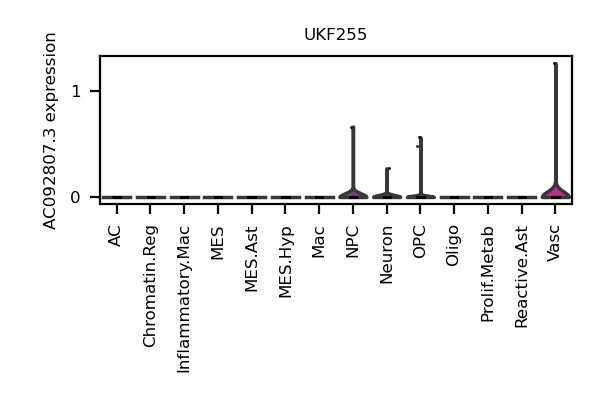 UKF255
AC092807.3 expression
1
0
AC
Chromatin.Reg
Inflammatory.Mac
MES
MES.Ast
MES.Hyp
Mac
NPC
Neuron
OPC
Oligo
Prolif.Metab
Reactive.Ast
Vasc